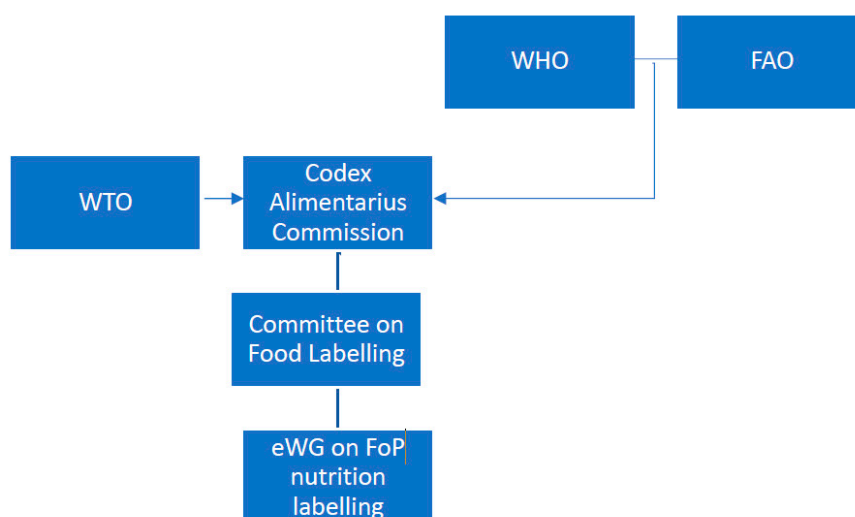 WHO
FAO
WTO
Codex
Alimentarius
Commission
Committee on
Food Labelling
eWG on FoP
nutrition
labelling